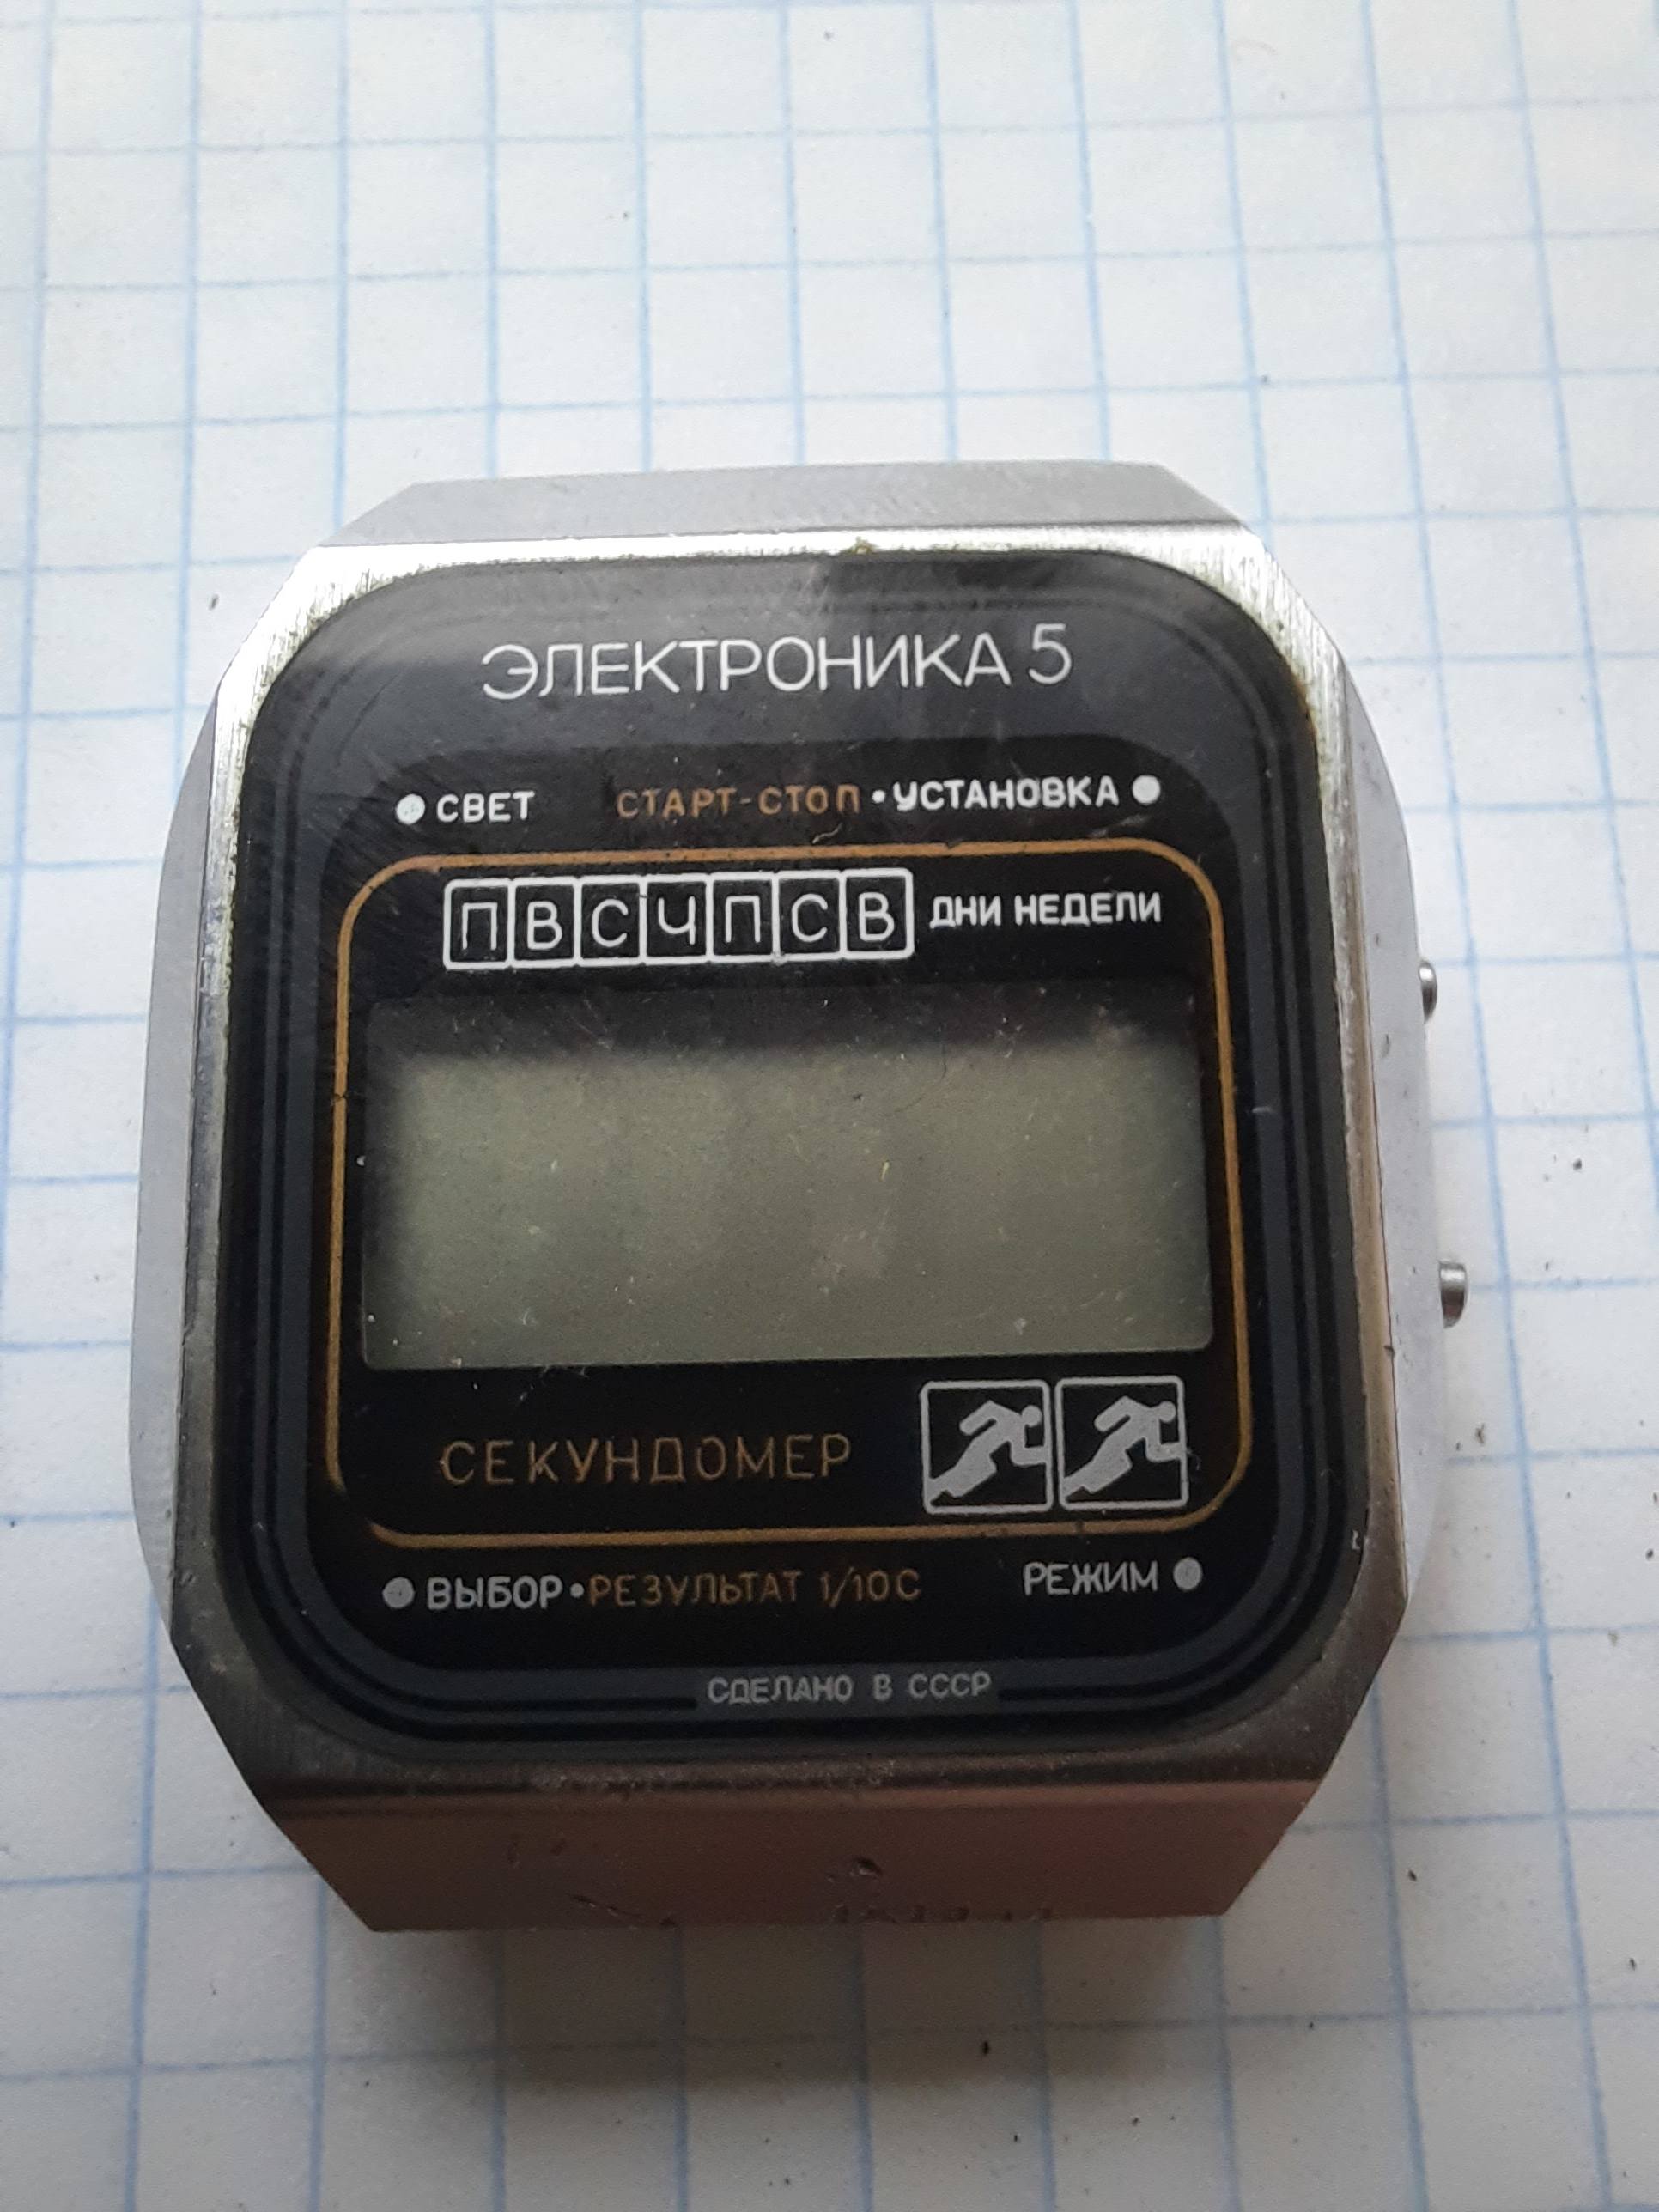 ЭЛЕКТРОНИКА 5
СВЕТ СТАРТ-СТОП • УСТАНОВКА
ПВСЧПСВ ДНИ НЕДЕЛИ
СЕКУНДОМЕР
ВЫБОР • РЕЗУЛЬТАТ 1/10С РЕЖИМ
СДЕЛАНО В СССР